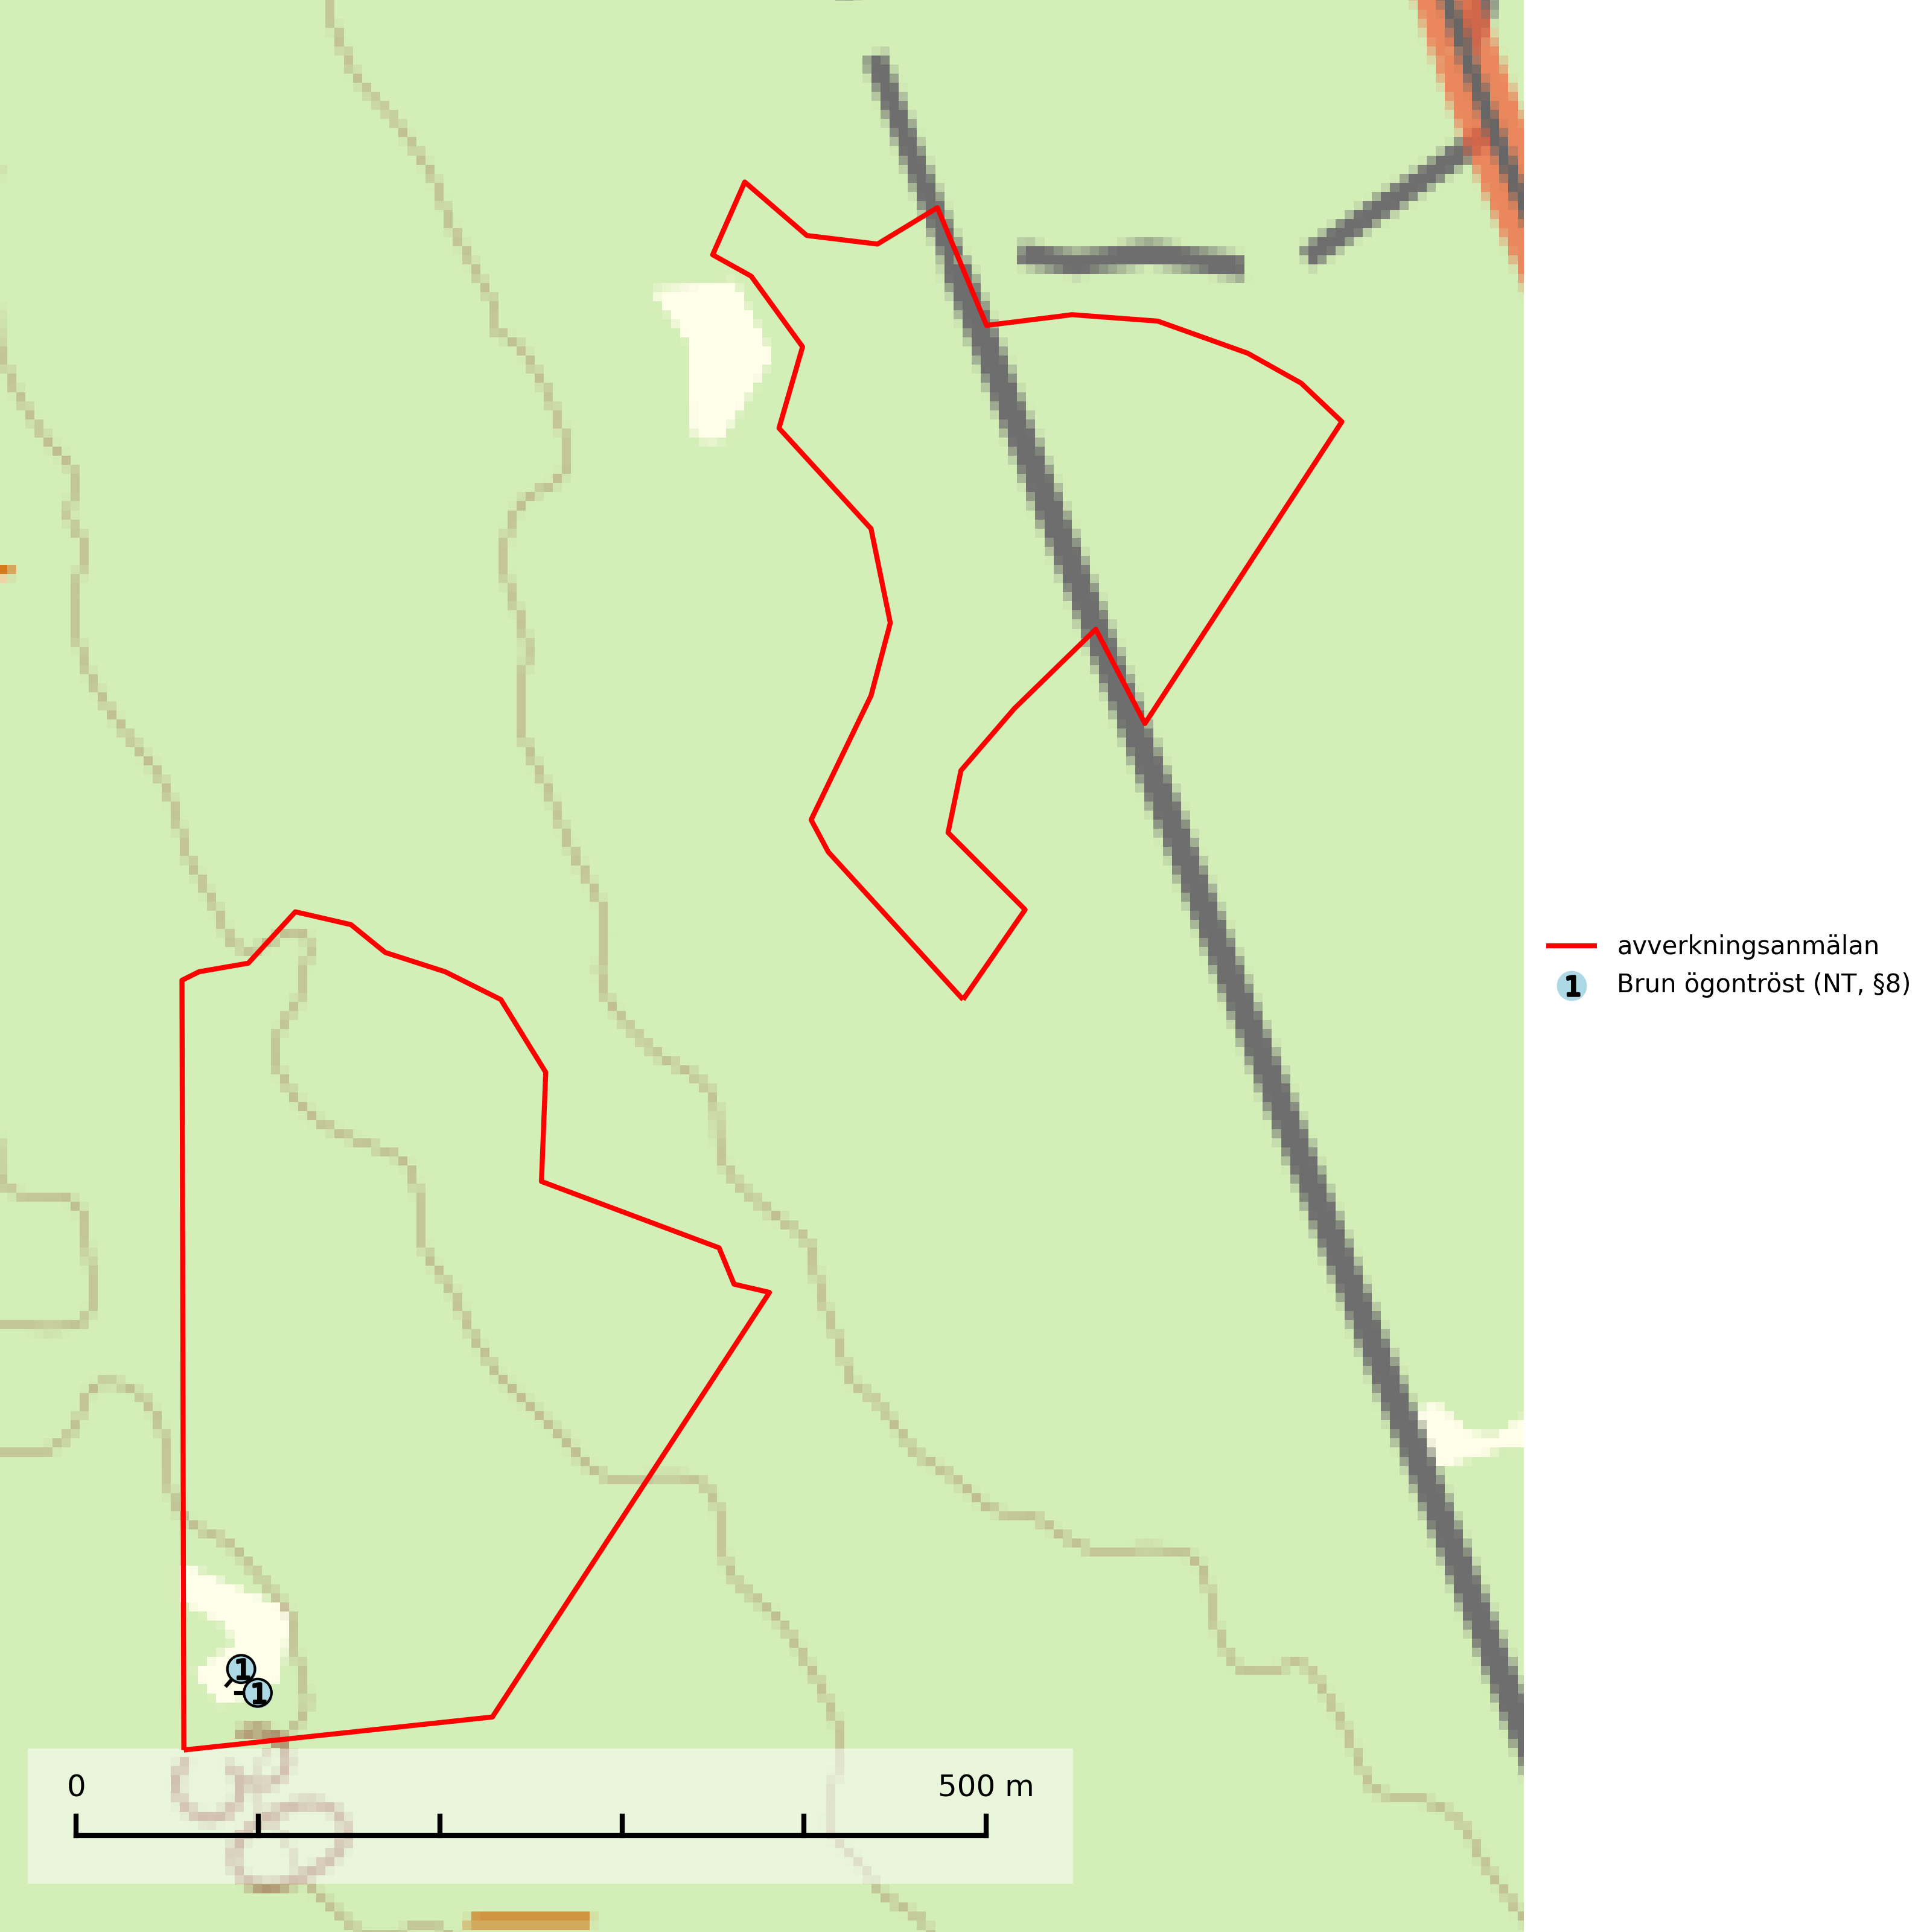 avverkningsanmälan
1 Brun ögontröst (NT, §8)
1
1
0 500 m